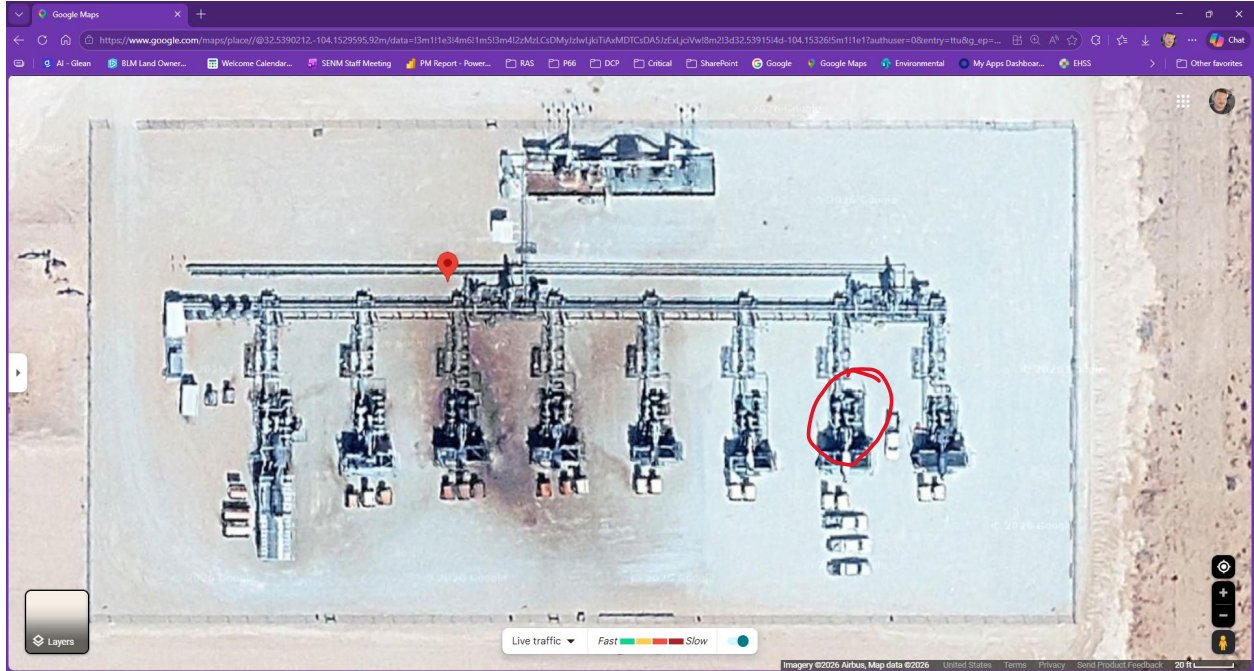 Google Maps
https://www.google.com/maps/place//@32.5390212,-104.1529595,92m/data=!3m1!1e3!4m6!1m5!3m4!2zMzLCsDMyJzIwLjkiTiAxMDTCsDA5JzExLjciVw!8m2!3d32.53915!4d-104.15326!5m1!1e1?authuser=0&entry=ttu&g_ep=...
Chat
AI - Glean
BLM Land Owner...
Welcome Calendar...
SENM Staff Meeting
PM Report - Power...
RAS
P66
DCP
Critical
SharePoint
Google
Google Maps
Environmental
My Apps Dashboar...
EHSS
Other favorites
Layers
Live traffic
Fast
Slow
Imagery ©2026 Airbus, Map data ©2026
United States
Terms
Privacy
Send Product Feedback
20 ft